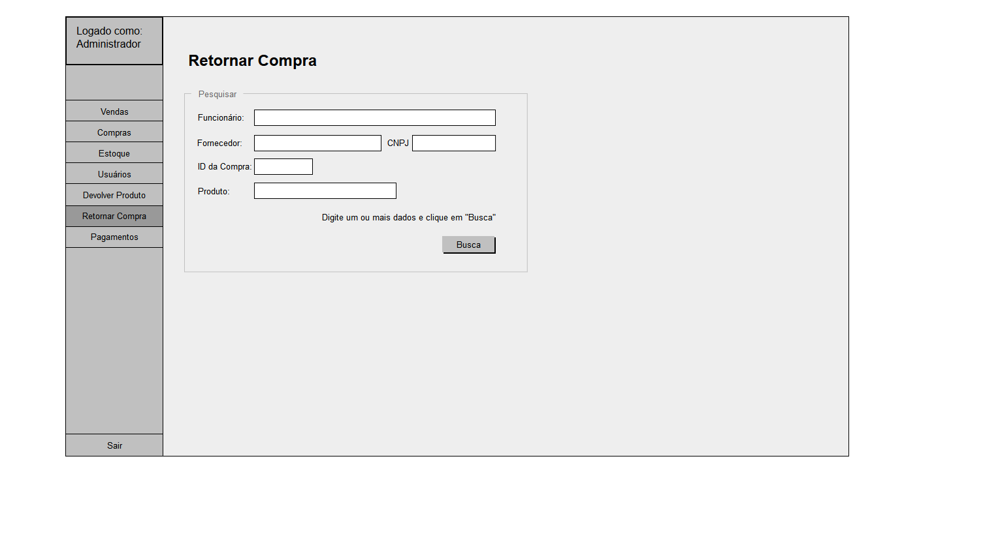 Logado como:
Administrador
Vendas
Compras
Estoque
Usuários
Devolver Produto
Retornar Compra
Pagamentos
Sair
Retornar Compra
Pesquisar
Funcionário:
Fornecedor: CNPJ
ID da Compra:
Produto:
Digite um ou mais dados e clique em "Busca"
Busca